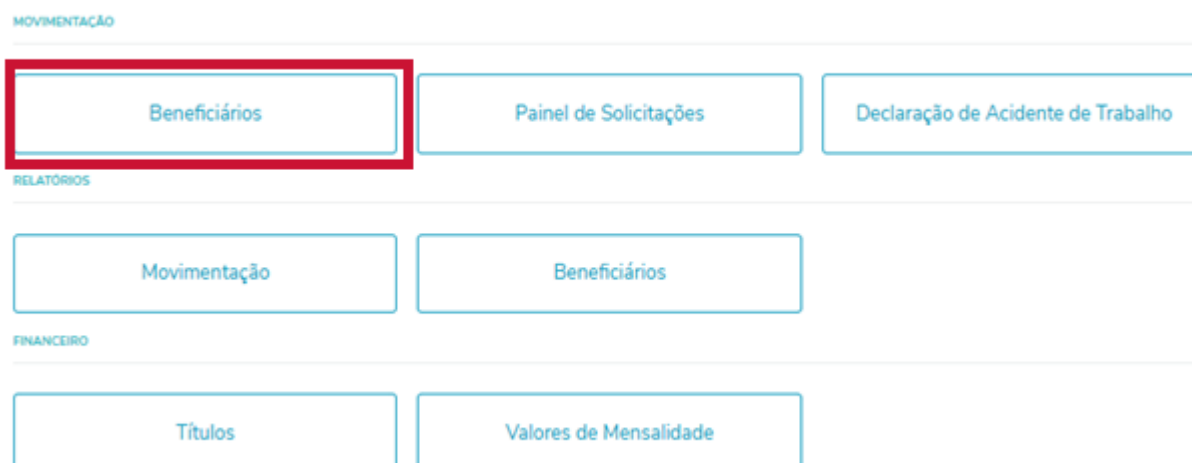 MOVIMENTAÇÃO
Beneficiários
Painel de Solicitações
Declaração de Acidente de Trabalho
RELATÓRIOS
Movimentação
Beneficiários
FINANCEIRO
Títulos
Valores de Mensalidade